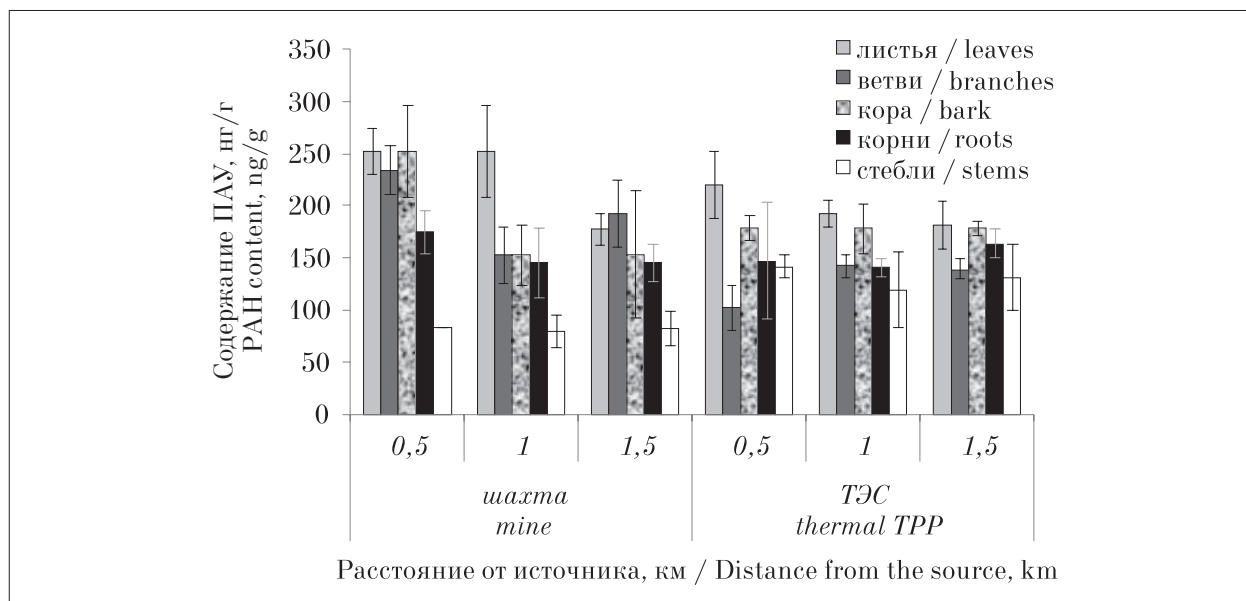 Содержание ПАУ, нг/г
PAH content, ng/g
350
300
250
200
150
100
50
0
листья / leaves
ветви / branches
кора / bark
корни / roots
стебли / stems
0,5
1
1,5
0,5
1
1,5
шахта
mine
ТЭС
thermal TPP
Расстояние от источника, км / Distance from the source, km